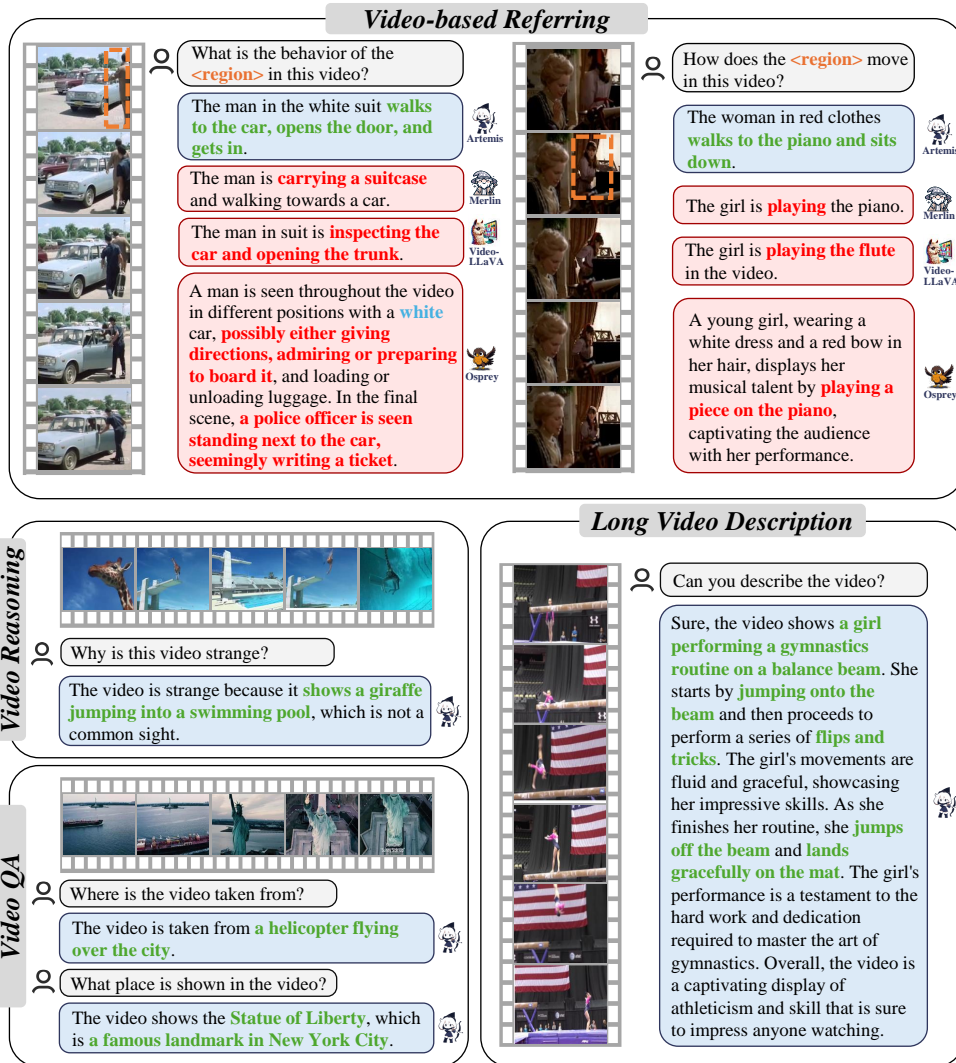 Video-based Referring
What is the behavior of the
<region> in this video?
The man in the white suit walks
to the car, opens the door, and
gets in.
Artemis
The man is carrying a suitcase
and walking towards a car.
Merlin
The man in suit is inspecting the
car and opening the trunk.
Video-
LLaVA
A man is seen throughout the video
in different positions with a white
car, possibly either giving
directions, admiring or preparing
to board it, and loading or
unloading luggage. In the final
scene, a police officer is seen
standing next to the car,
seemingly writing a ticket.
Osprey
How does the <region> move
in this video?
The woman in red clothes
walks to the piano and sits
down.
Artemis
The girl is playing the piano.
Merlin
The girl is playing the flute
in the video.
Video-
LLaVA
A young girl, wearing a
white dress and a red bow in
her hair, displays her
musical talent by playing a
piece on the piano,
captivating the audience
with her performance.
Osprey
Video Reasoning
Why is this video strange?
The video is strange because it shows a giraffe
jumping into a swimming pool, which is not a
common sight.
Video QA
Where is the video taken from?
The video is taken from a helicopter flying
over the city.
What place is shown in the video?
The video shows the Statue of Liberty, which
is a famous landmark in New York City.
Long Video Description
Can you describe the video?
Sure, the video shows a girl
performing a gymnastics
routine on a balance beam. She
starts by jumping onto the
beam and then proceeds to
perform a series of flips and
tricks. The girl's movements are
fluid and graceful, showcasing
her impressive skills. As she
finishes her routine, she jumps
off the beam and lands
gracefully on the mat. The girl's
performance is a testament to the
hard work and dedication
required to master the art of
gymnastics. Overall, the video is
a captivating display of
athleticism and skill that is sure
to impress anyone watching.